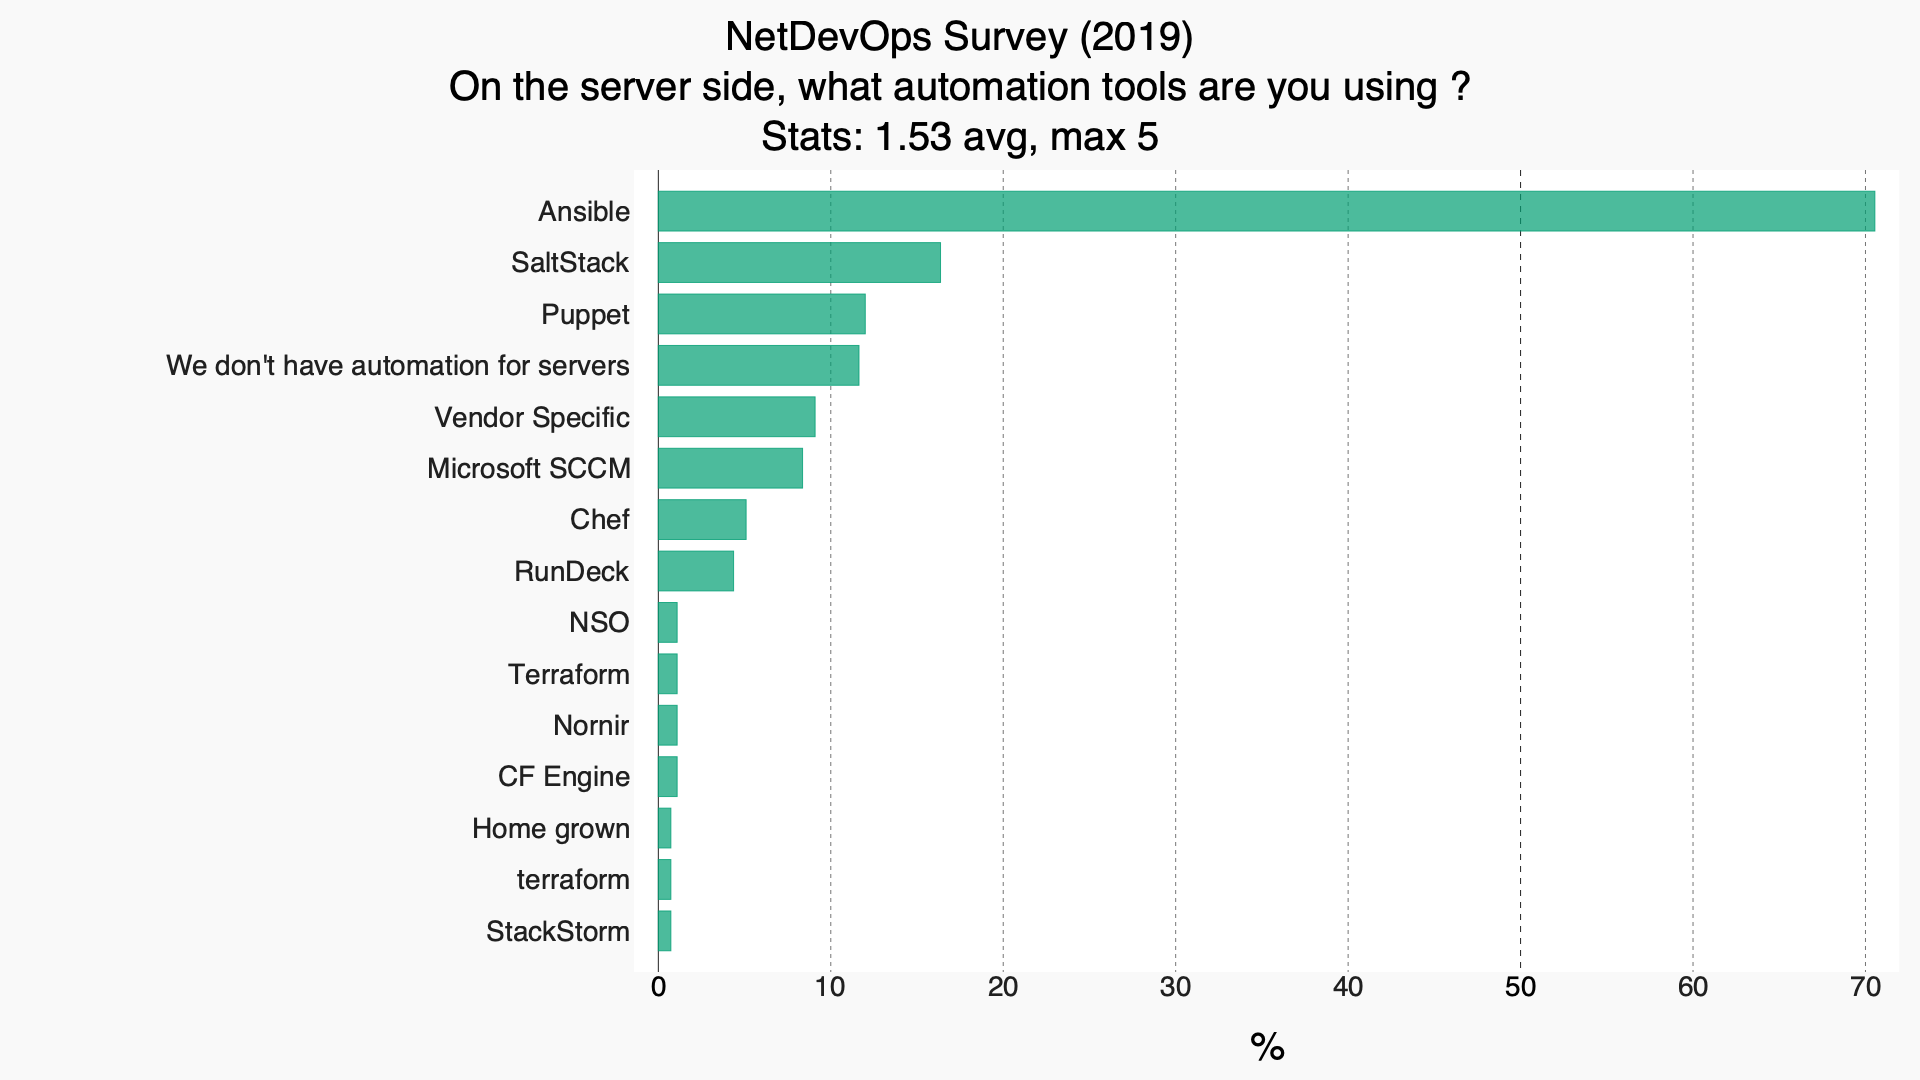 NetDevOps Survey (2019)
On the server side, what automation tools are you using ?
Stats: 1.53 avg, max 5
Ansible
SaltStack
Puppet
We don't have automation for servers
Vendor Specific
Microsoft SCCM
Chef
RunDeck
NSO
Terraform
Nornir
CF Engine
Home grown
terraform
StackStorm
0 10 20 30 40 50 60 70
%